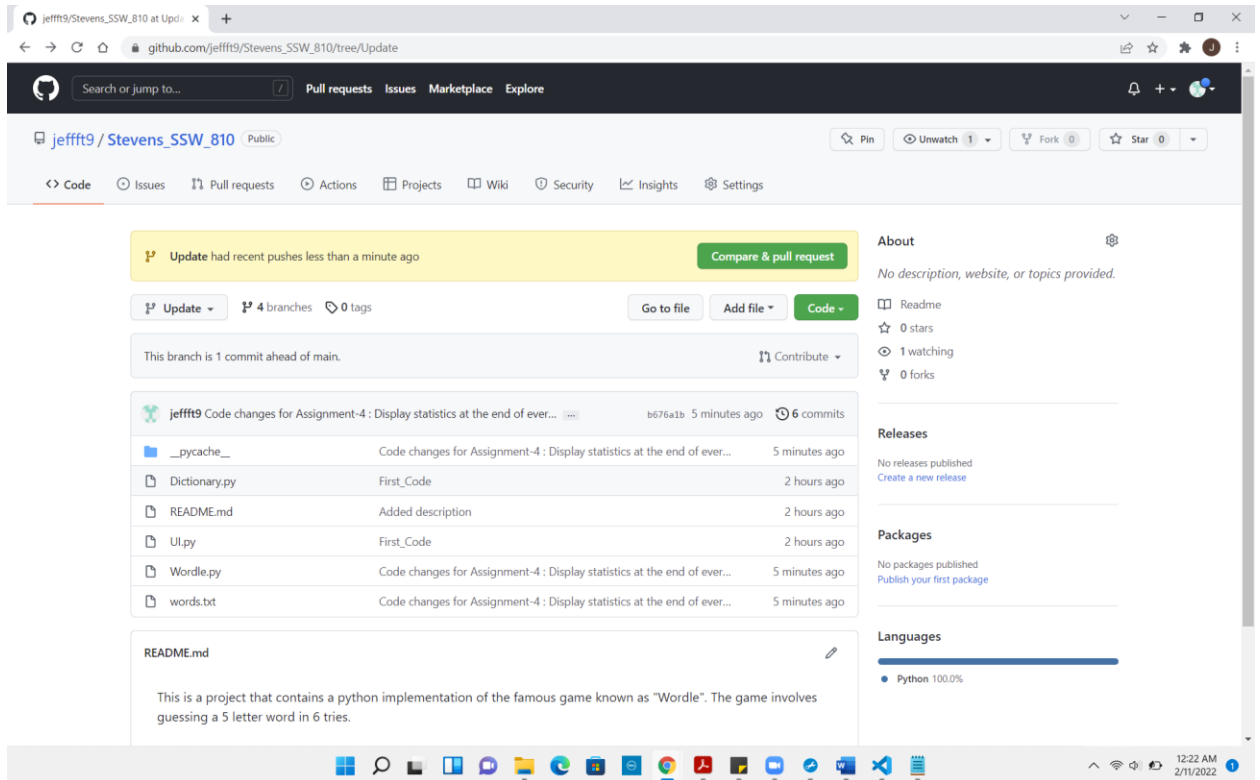 jeffft9/Stevens_SSW_810 at Upda
github.com/jeffft9/Stevens_SSW_810/tree/Update
J
Search or jump to... / Pull requests Issues Marketplace Explore
jeffft9 / Stevens_SSW_810 Public Pin Unwatch 1 Fork 0 Star 0
<> Code Issues Pull requests Actions Projects Wiki Security Insights Settings
Update had recent pushes less than a minute ago Compare & pull request
Update 4 branches 0 tags Go to file Add file Code
This branch is 1 commit ahead of main. Contribute
jeffft9 Code changes for Assignment-4 : Display statistics at the end of ever... ... b676a1b 5 minutes ago 6 commits
__pycache__ Code changes for Assignment-4 : Display statistics at the end of ever... 5 minutes ago
Dictionary.py First_Code 2 hours ago
README.md Added description 2 hours ago
UI.py First_Code 2 hours ago
Wordle.py Code changes for Assignment-4 : Display statistics at the end of ever... 5 minutes ago
words.txt Code changes for Assignment-4 : Display statistics at the end of ever... 5 minutes ago
README.md
This is a project that contains a python implementation of the famous game known as "Wordle". The game involves
guessing a 5 letter word in 6 tries.
About
No description, website, or topics provided.
Readme
0 stars
1 watching
0 forks
Releases
No releases published
Create a new release
Packages
No packages published
Publish your first package
Languages
Python 100.0%
12:22 AM
2/11/2022
1